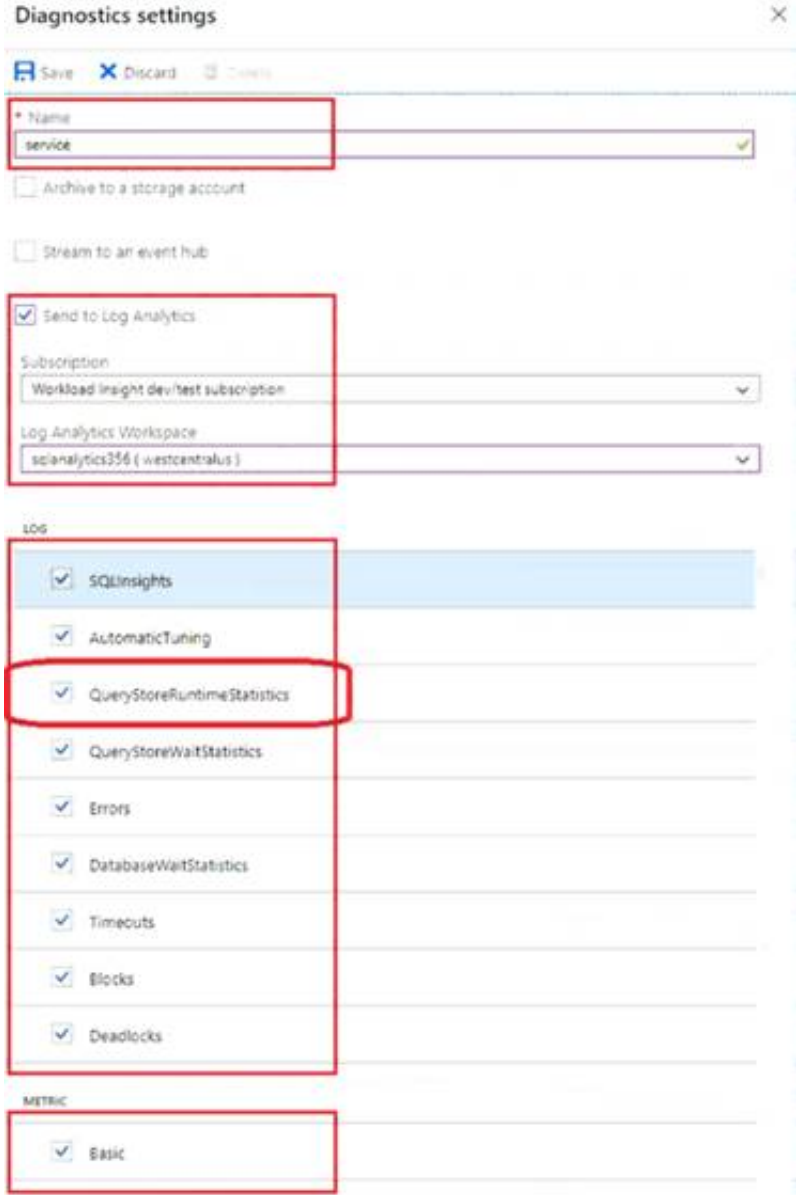 Diagnostics settings
Save Discard Delete
* Name
service
Archive to a storage account
Stream to an event hub
Send to Log Analytics
Subscription
Workload Insight dev/test subscription
Log Analytics Workspace
sqlanalytics356 ( westcentralus )
LOG
SQLInsights
AutomaticTuning
QueryStoreRuntimeStatistics
QueryStoreWaitStatistics
Errors
DatabaseWaitStatistics
Timeouts
Blocks
Deadlocks
METRIC
Basic